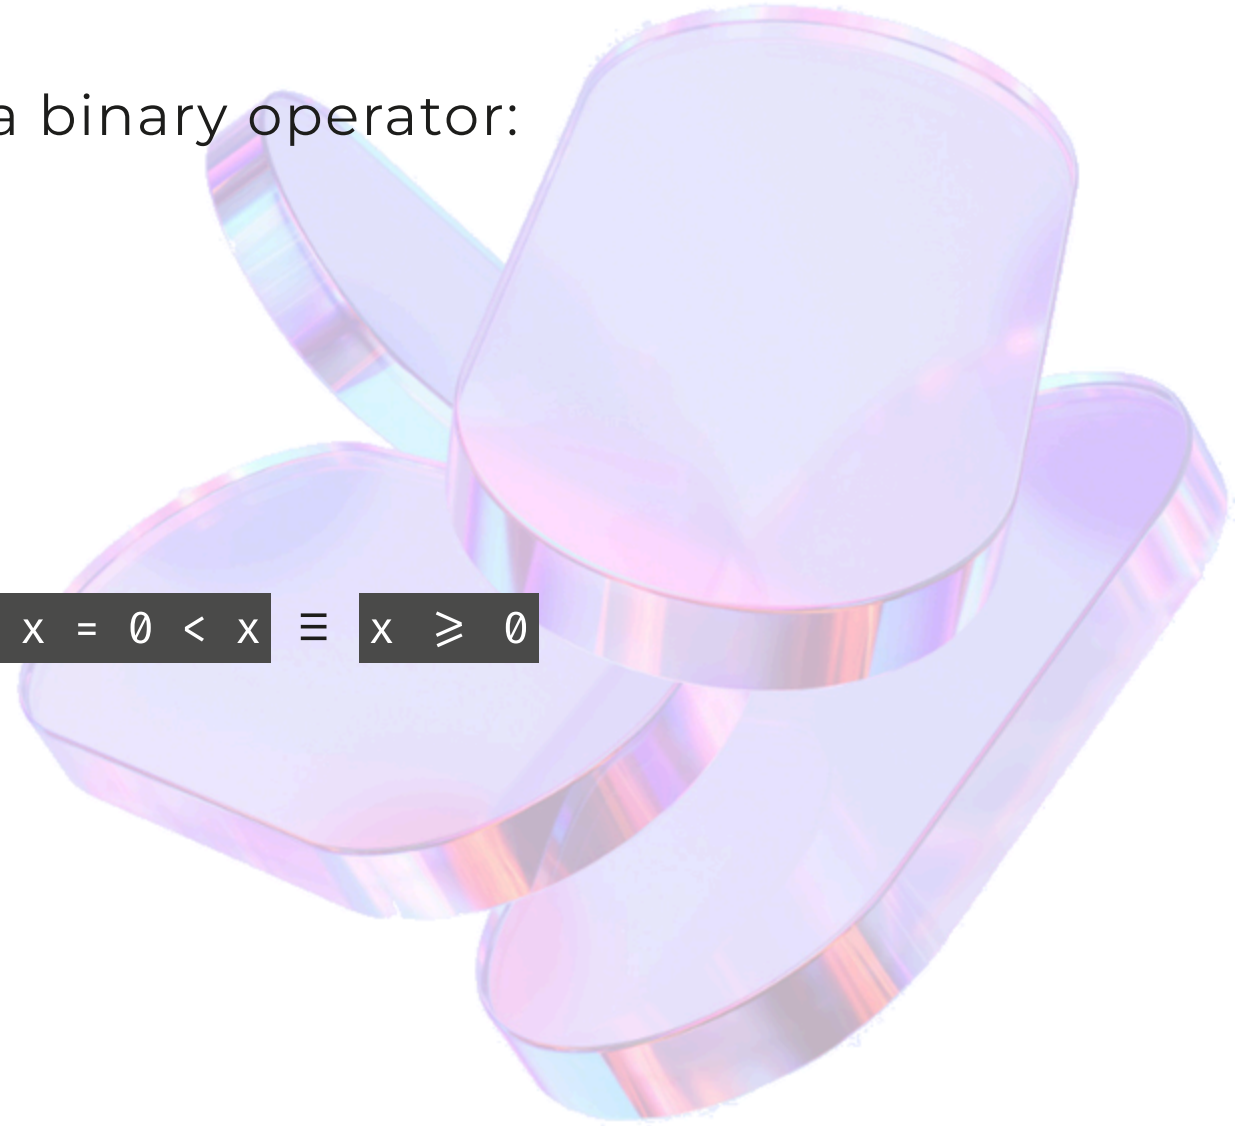 a binary operator:
x = 0 < x ≡ x ⩾ 0